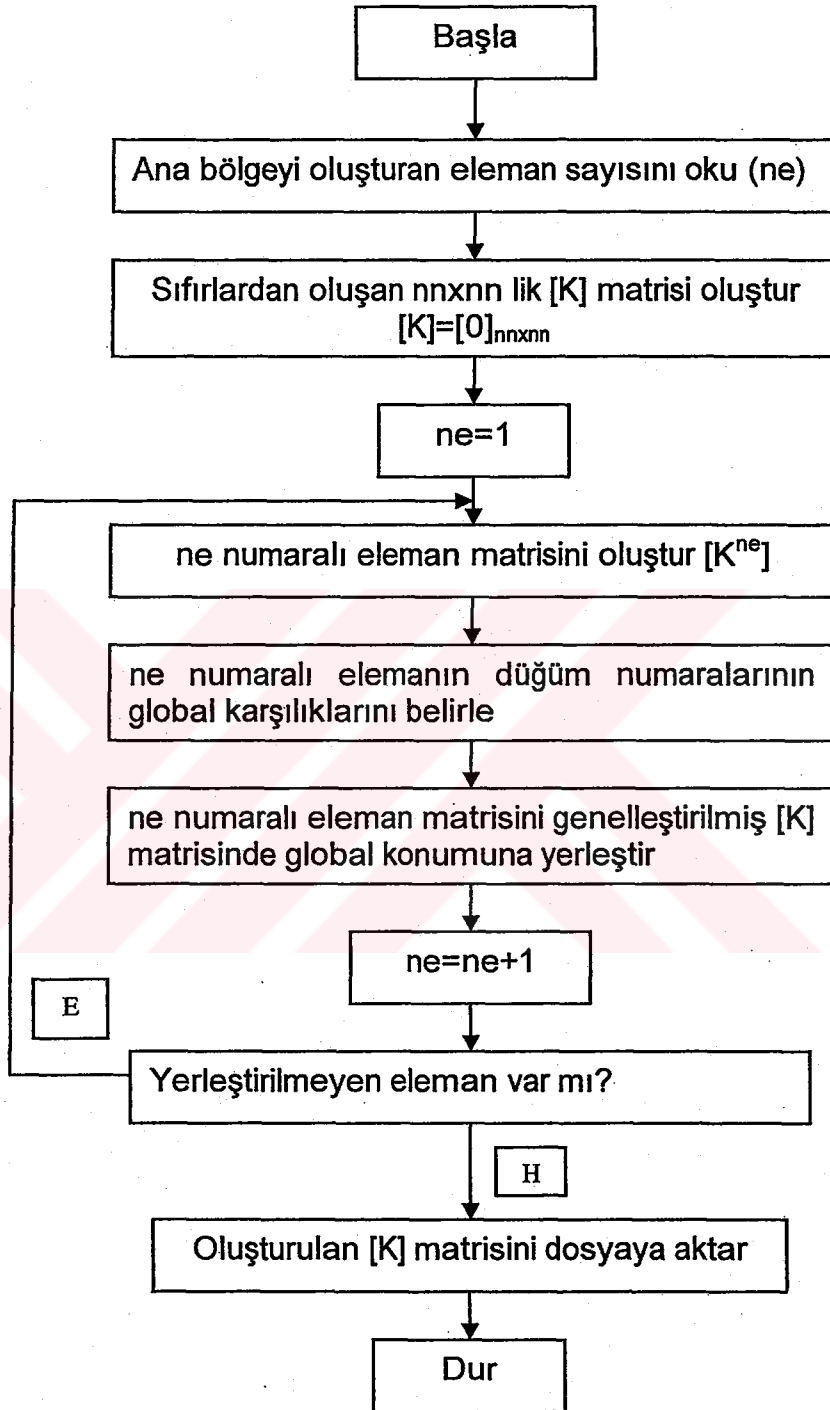 Başla
Ana bölgeyi oluşturan eleman sayısını oku (ne)
Sıfırlardan oluşan nnxnn lik [K] matrisi oluştur
[K]=[0]nnxnn
ne=1
ne numaralı eleman matrisini oluştur [K^ne]
ne numaralı elemanın düğüm numaralarının
global karşılıklarını belirle
ne numaralı eleman matrisini genelleştirilmiş [K]
matrisinde global konumuna yerleştir
ne=ne+1
E
Yerleştirilmeyen eleman var mı?
H
Oluşturulan [K] matrisini dosyaya aktar
Dur